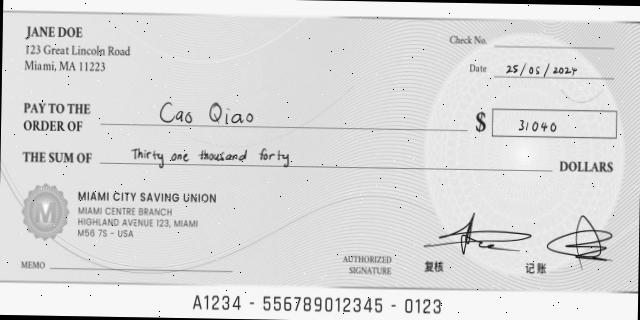 JANE DOE
123 Great Lincoln Road
Miami, MA 11223
Check No.
Date 25/05/2024
PAY TO THE
ORDER OF Cao Qiao
$ 31040
THE SUM OF Thirty one thousand forty DOLLARS
M
MIAMI CITY SAVING UNION
MIAMI CENTRE BRANCH
HIGHLAND AVENUE 123, MIAMI
M56 7S - USA
MEMO
AUTHORIZED
SIGNATURE
复核 记账
A1234 - 556789012345 - 0123